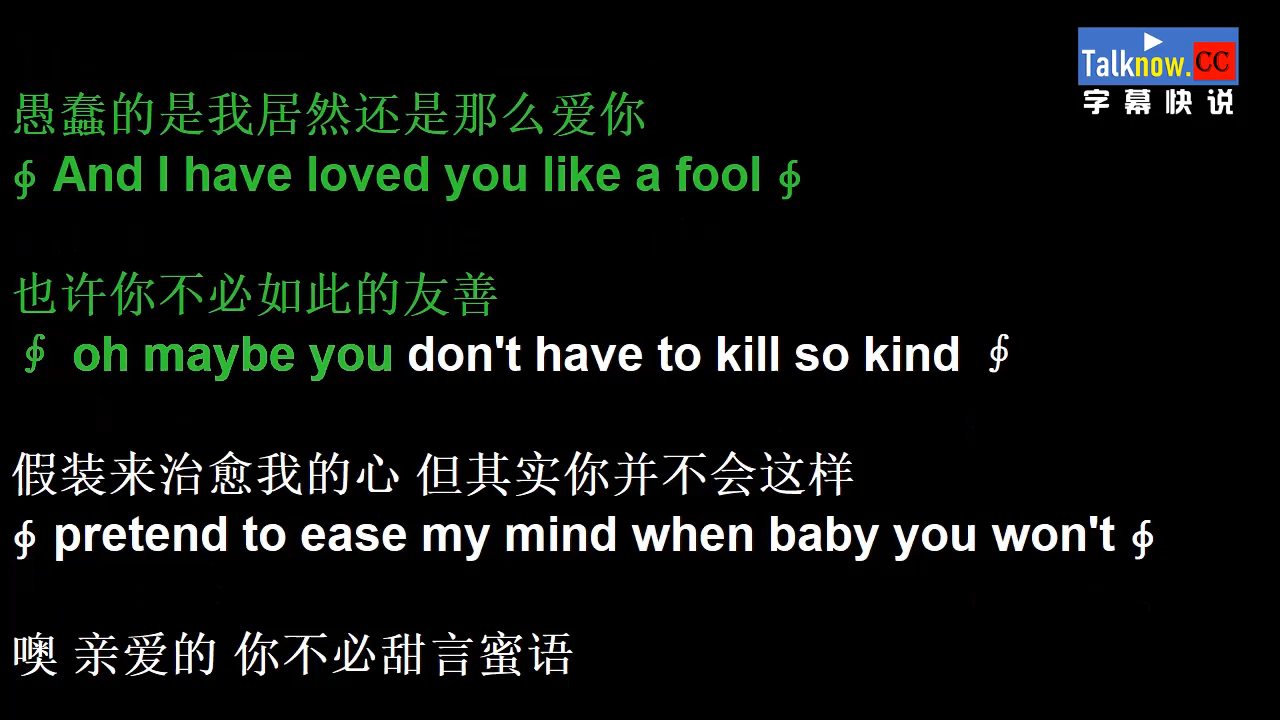 Talknow.CC
字幕快说
愚蠢的是我居然还是那么爱你
∮ And I have loved you like a fool ∮
也许你不必如此的友善
∮ oh maybe you don't have to kill so kind ∮
假装来治愈我的心 但其实你并不会这样
∮ pretend to ease my mind when baby you won't ∮
噢 亲爱的 你不必甜言蜜语